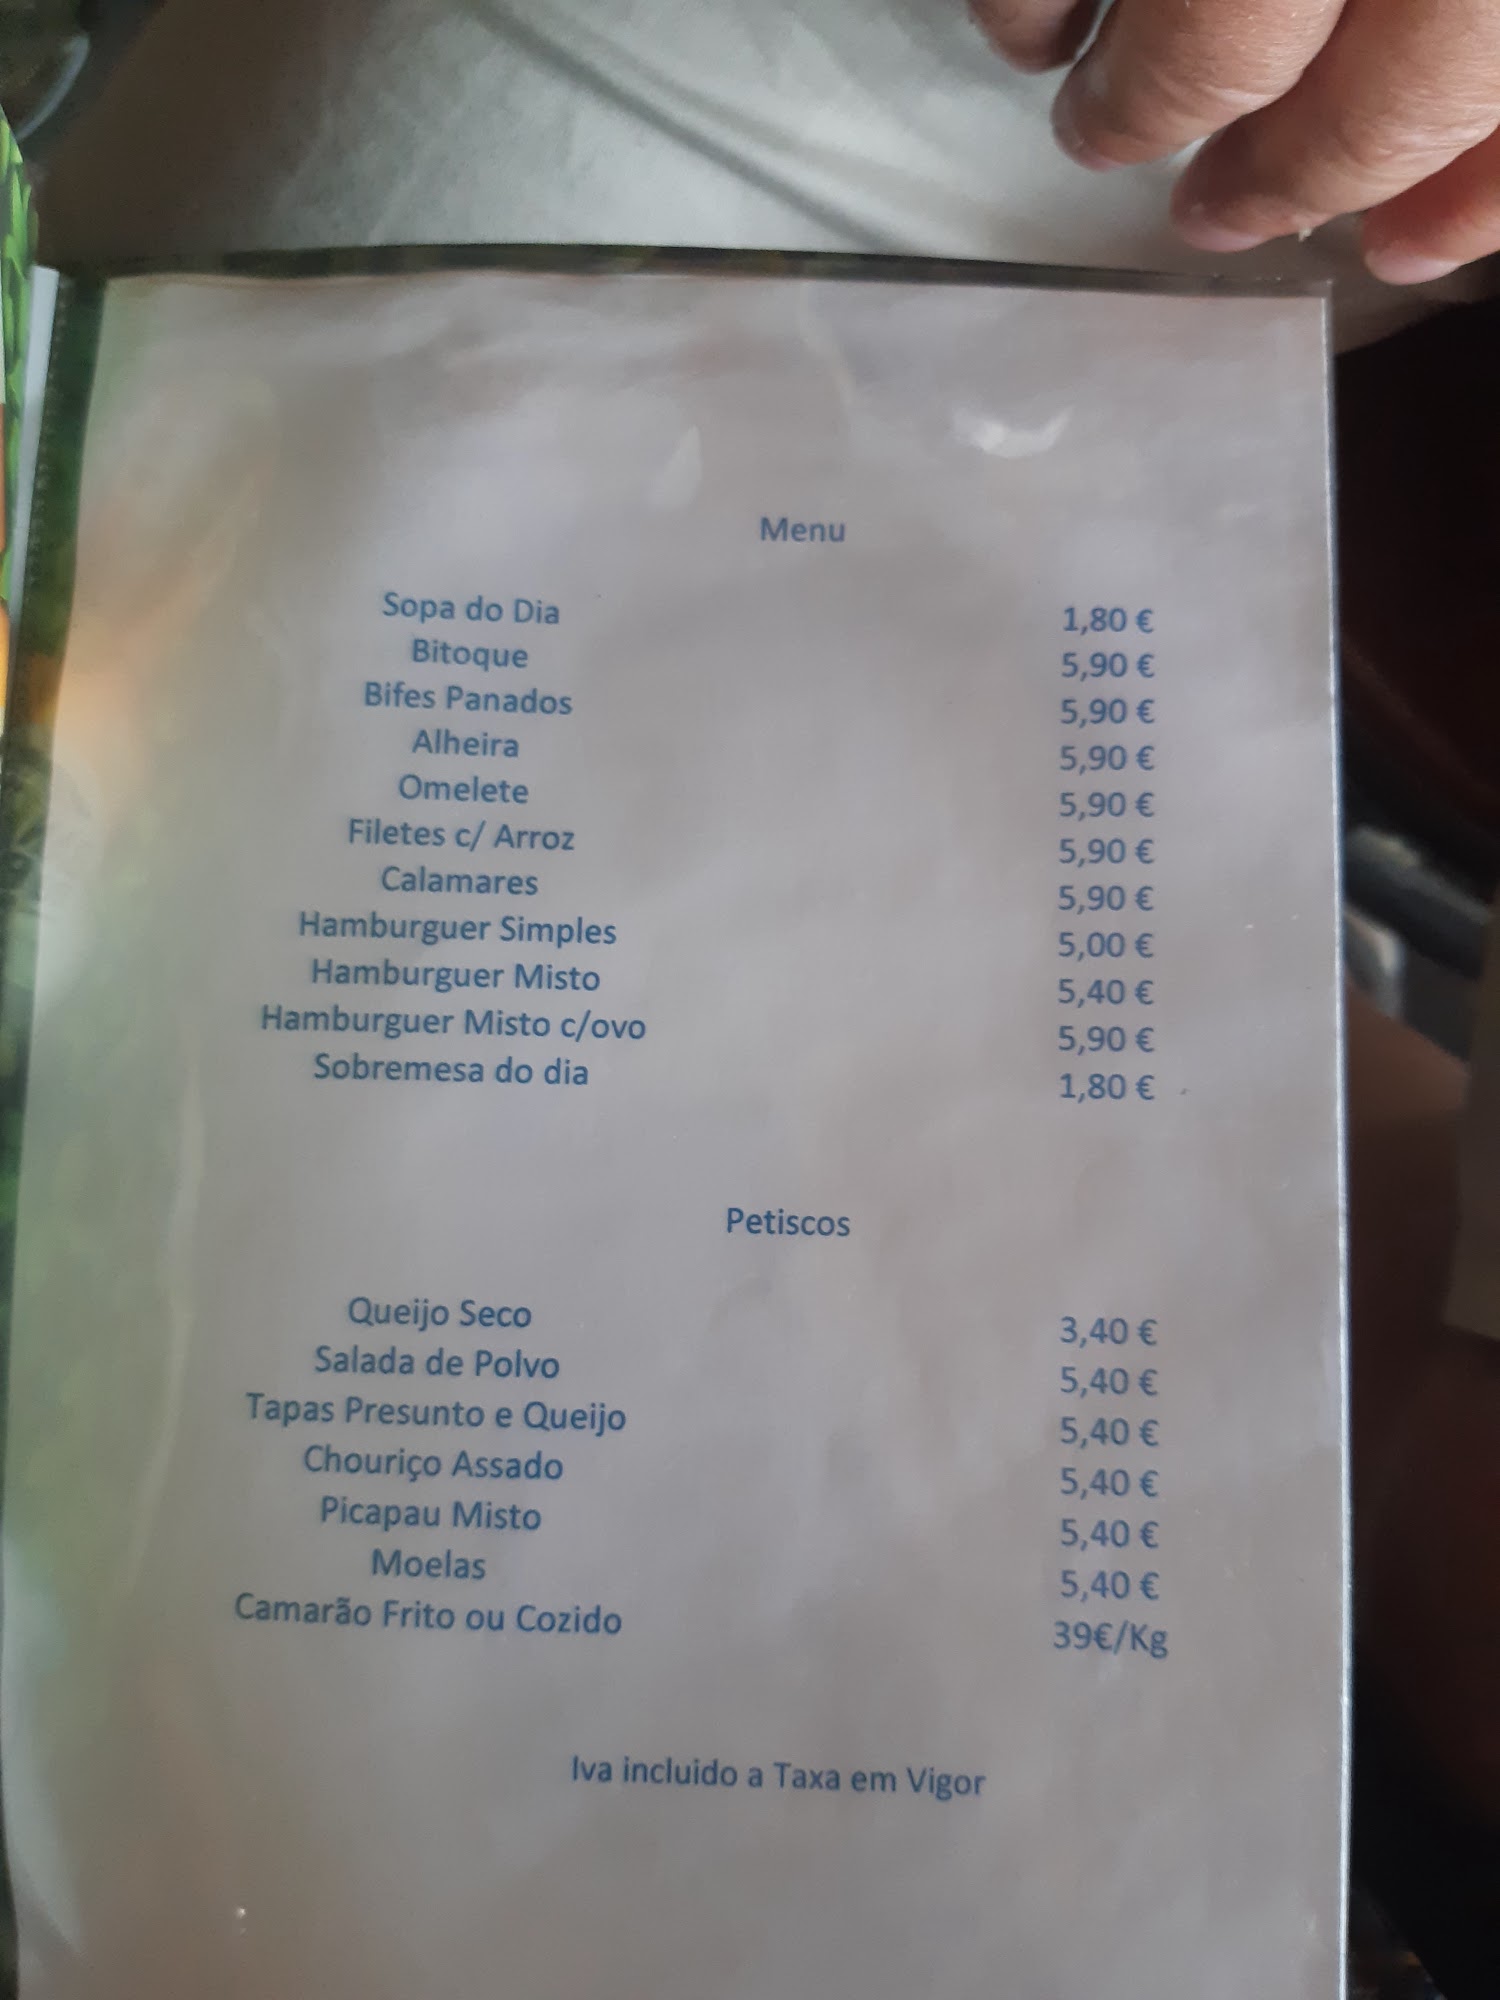 Menu
Sopa do Dia 1,80 €
Bitoque 5,90 €
Bifes Panados 5,90 €
Alheira 5,90 €
Omelete 5,90 €
Filetes c/ Arroz 5,90 €
Calamares 5,90 €
Hamburguer Simples 5,00 €
Hamburguer Misto 5,40 €
Hamburguer Misto c/ovo 5,90 €
Sobremesa do dia 1,80 €
Petiscos
Queijo Seco 3,40 €
Salada de Polvo 5,40 €
Tapas Presunto e Queijo 5,40 €
Chouriço Assado 5,40 €
Picapau Misto 5,40 €
Moelas 5,40 €
Camarão Frito ou Cozido 39€/Kg
Iva incluido a Taxa em Vigor